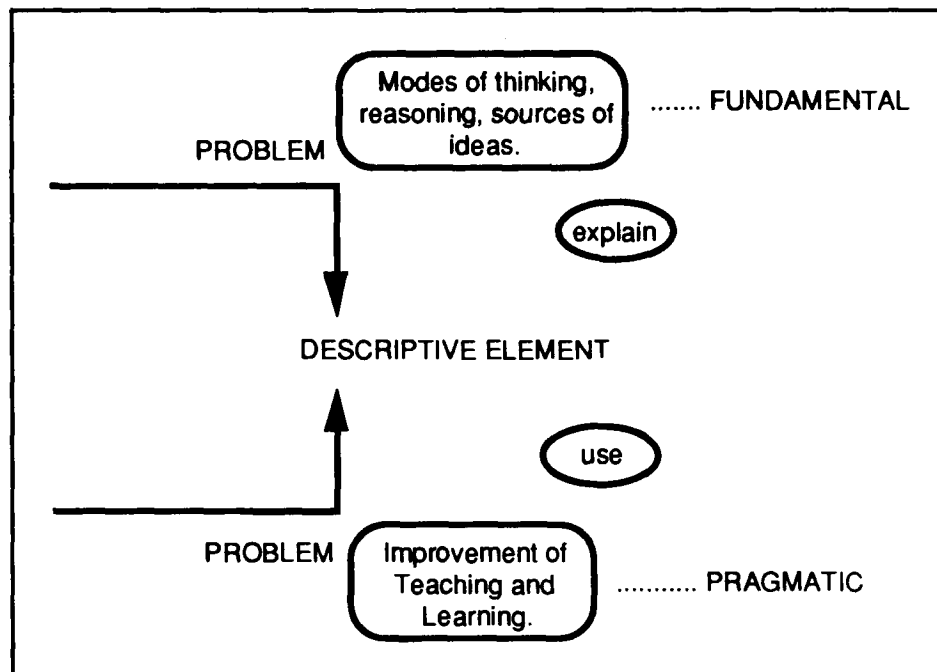 Modes of thinking,
reasoning, sources of
ideas.
....... FUNDAMENTAL
PROBLEM
explain
DESCRIPTIVE ELEMENT
use
PROBLEM
Improvement of
Teaching and
Learning.
........... PRAGMATIC